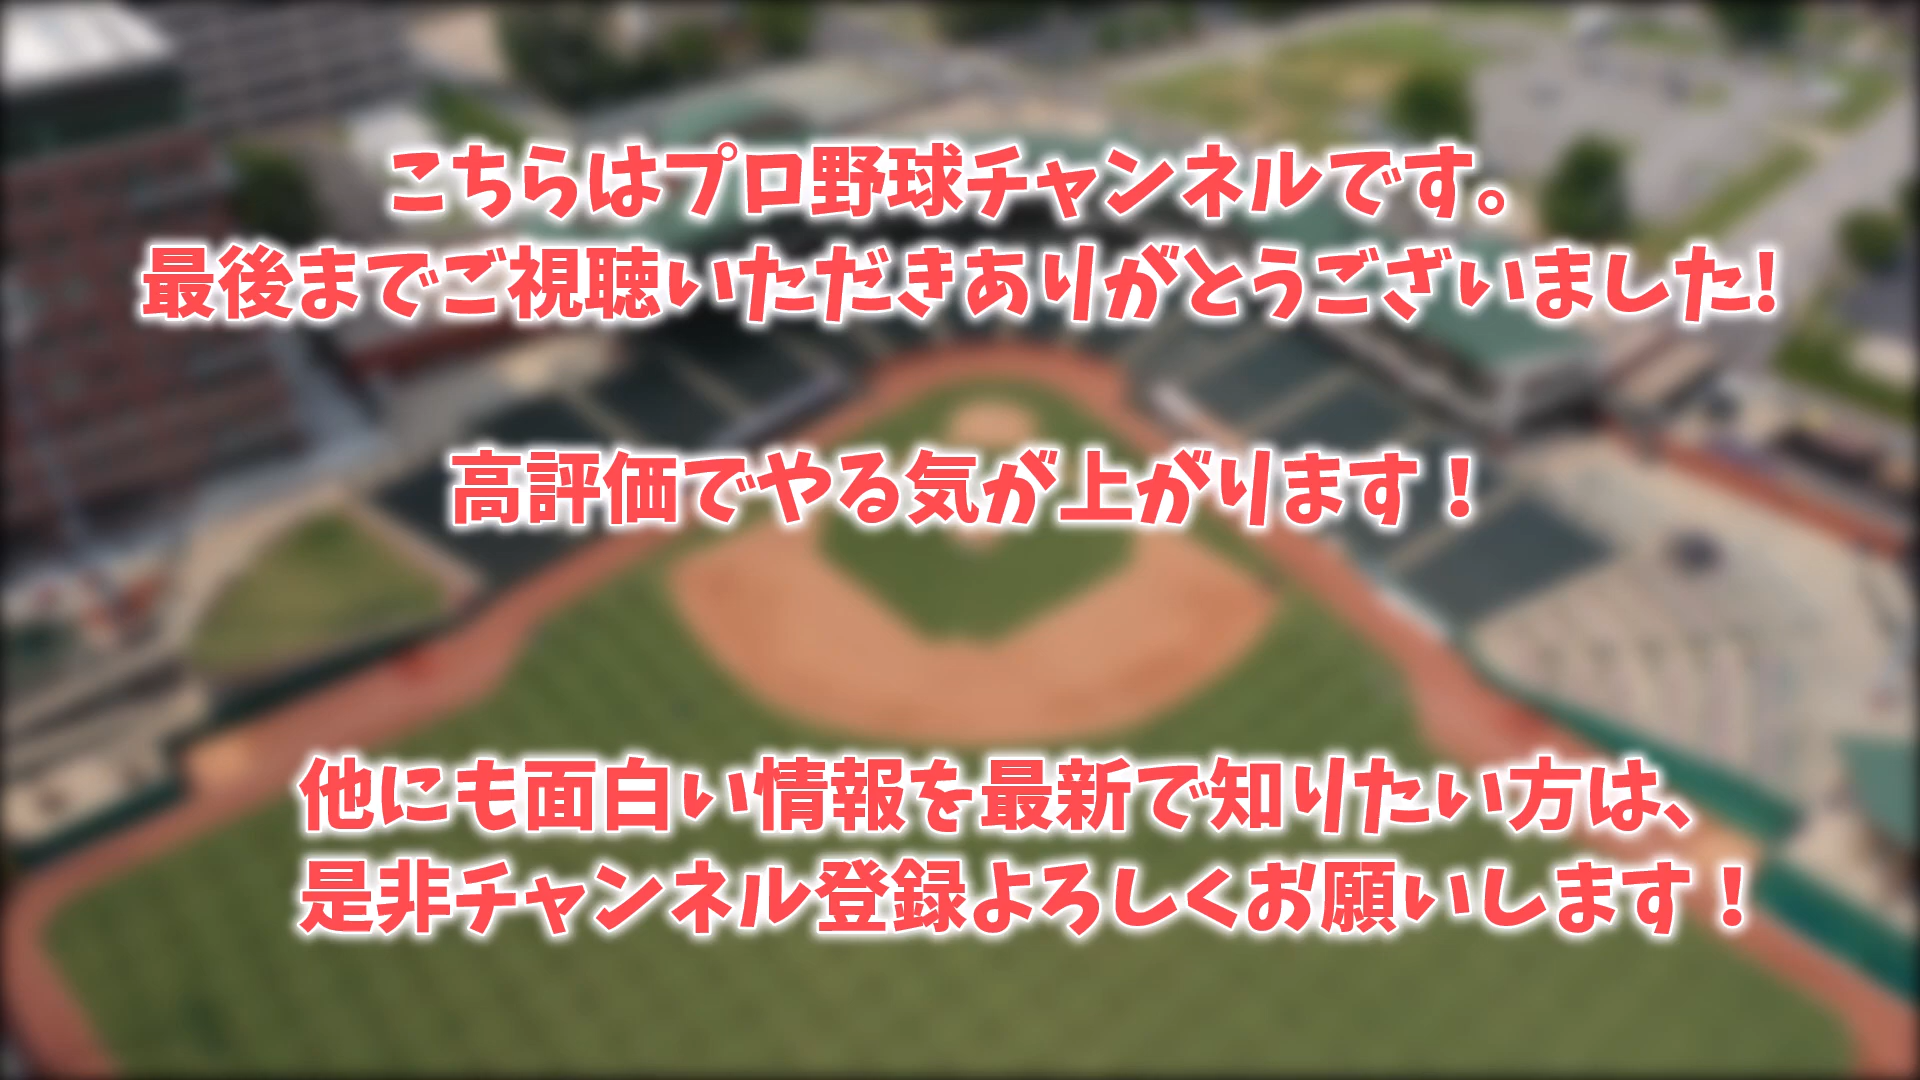 こちらはプロ野球チャンネルです。
最後までご視聴いただきありがとうございました!
高評価でやる気が上がります！
他にも面白い情報を最新で知りたい方は、
是非チャンネル登録よろしくお願いします！